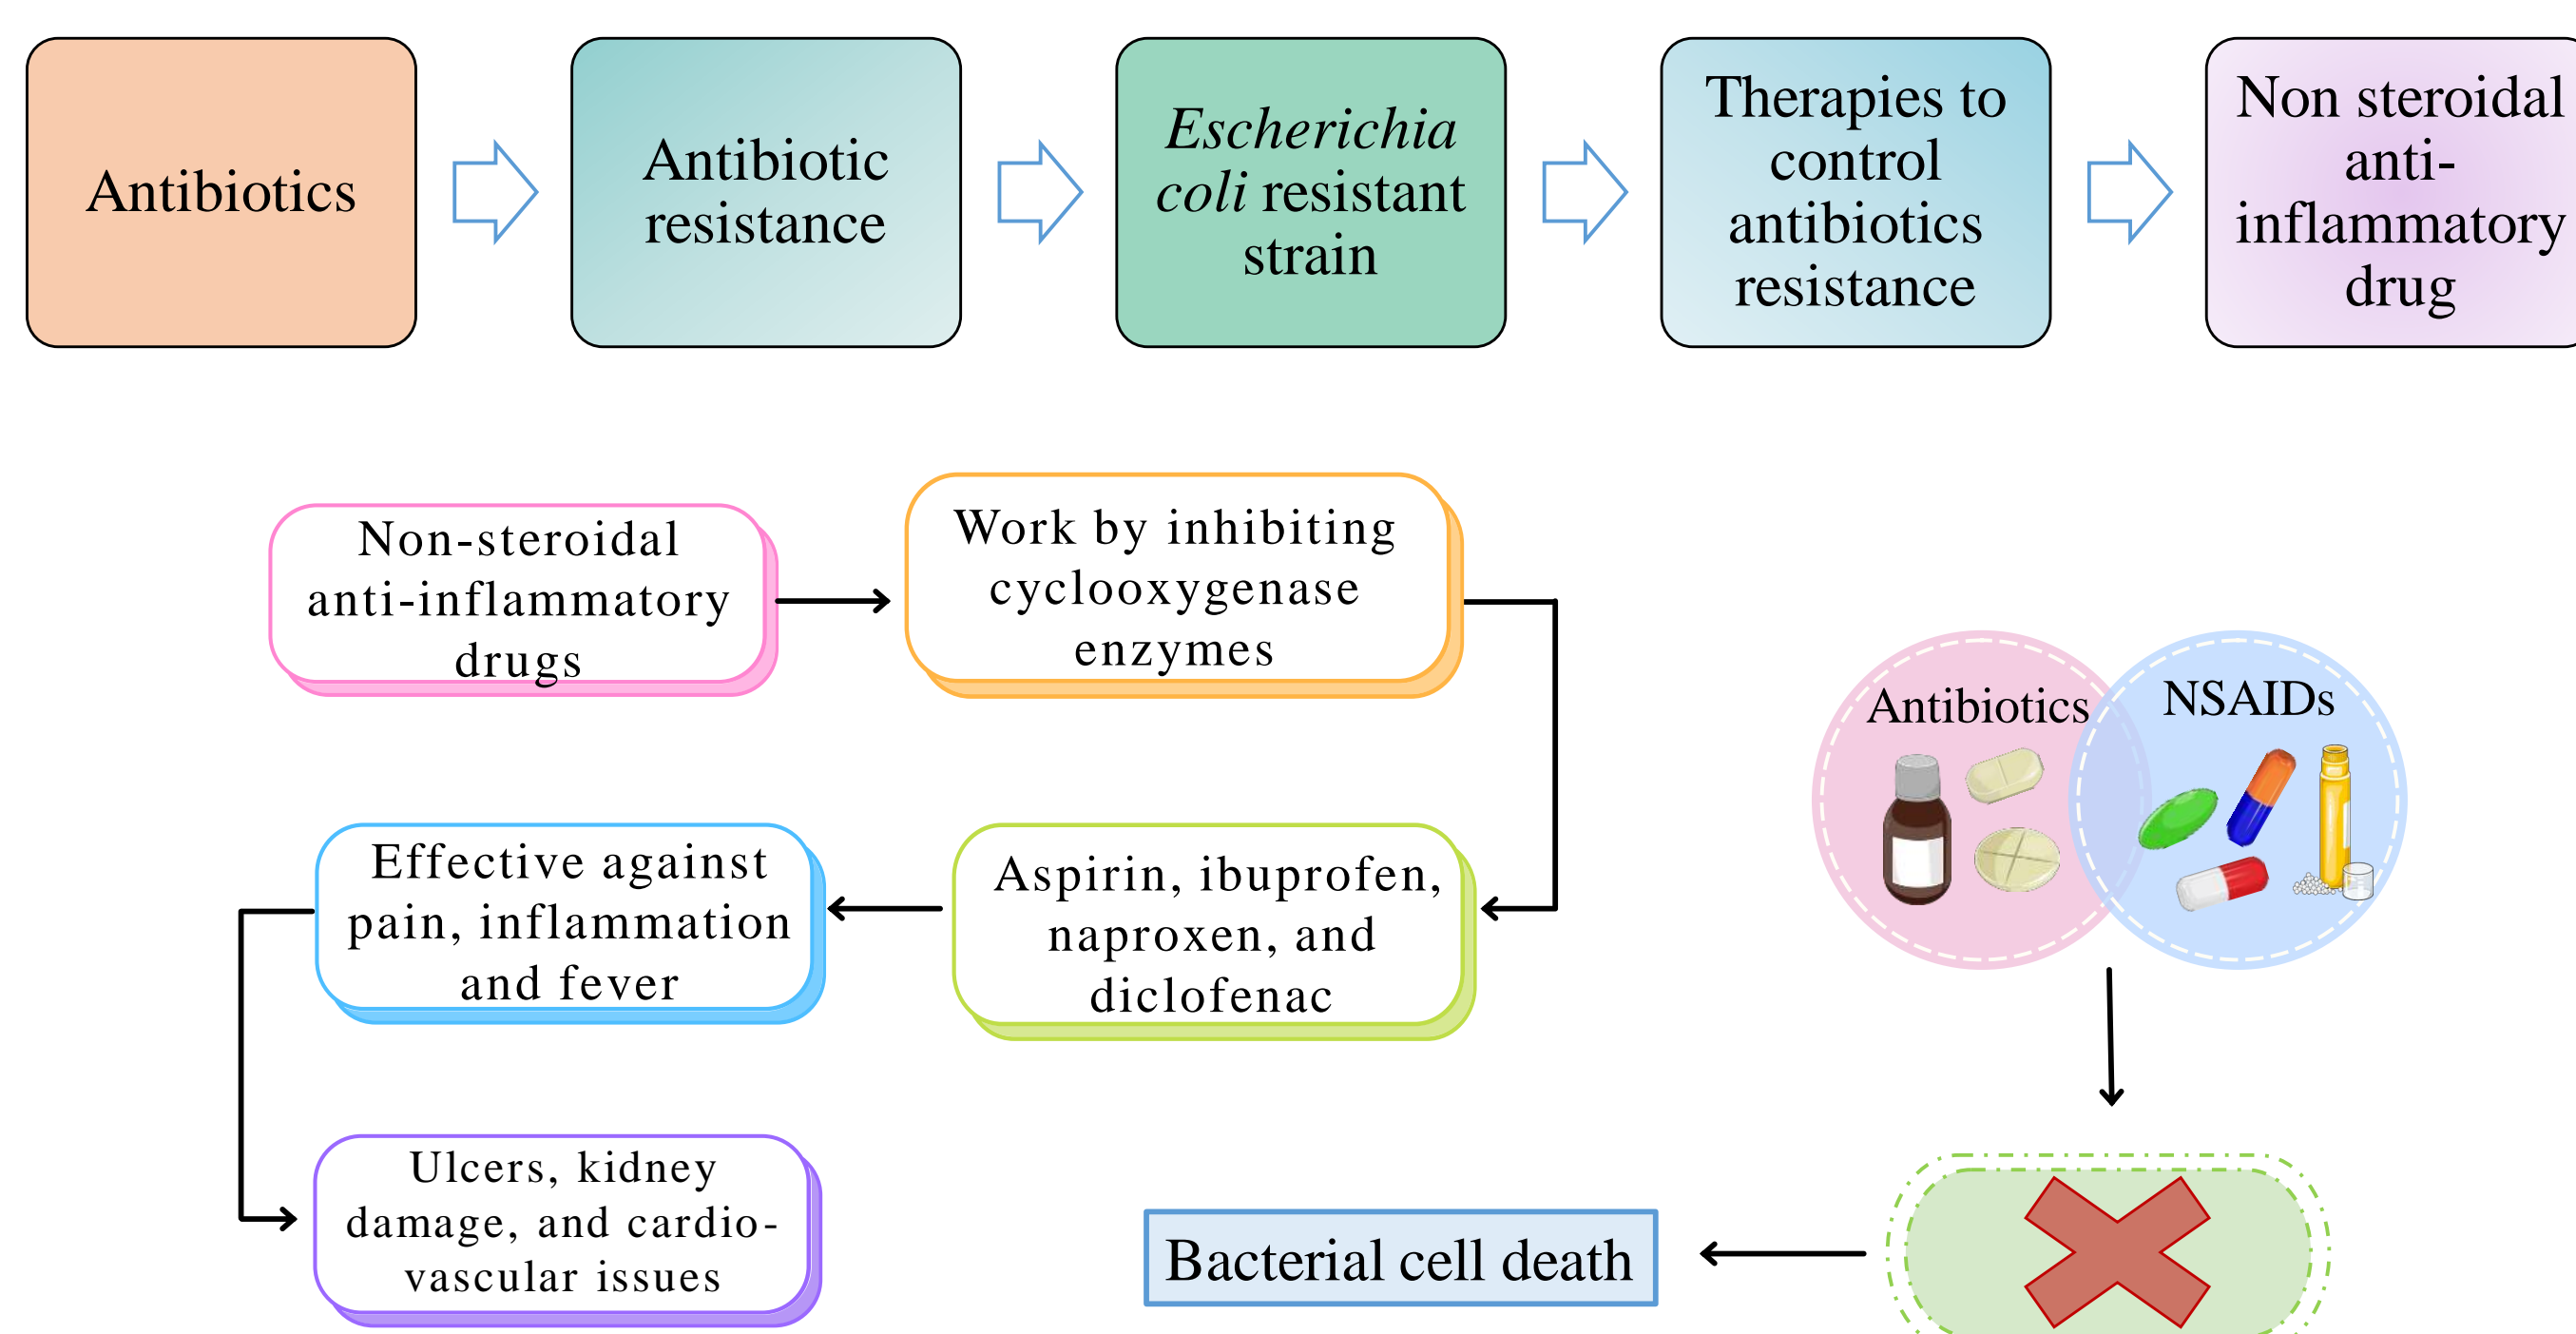 Antibiotics
Antibiotic
resistance
Escherichia
coli resistant
strain
Therapies to
control
antibiotics
resistance
Non steroidal
anti-
inflammatory
drug
Non-steroidal
anti-inflammatory
drugs
Work by inhibiting
cyclooxygenase
enzymes
Aspirin, ibuprofen,
naproxen, and
diclofenac
Effective against
pain, inflammation
and fever
Ulcers, kidney
damage, and cardio-
vascular issues
Antibiotics
NSAIDs
Bacterial cell death